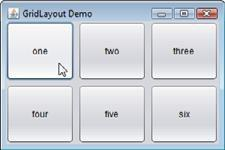 GridLayout Demo
one two three
four five six